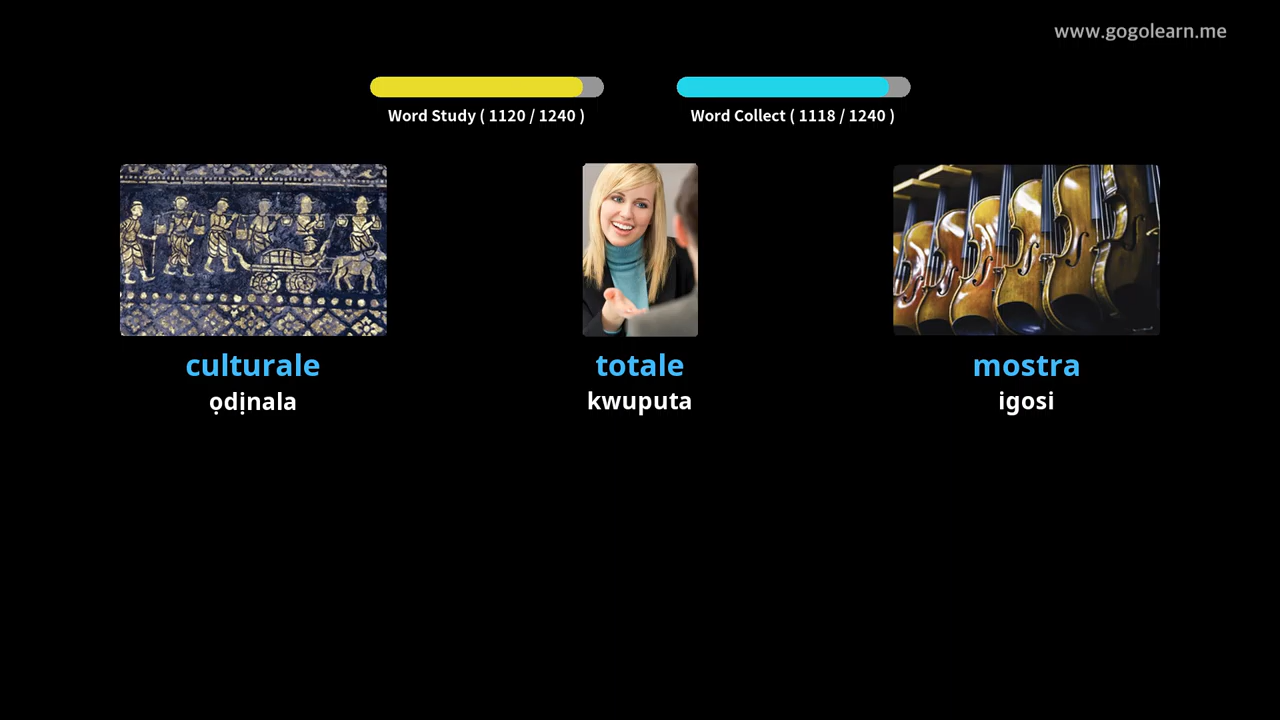 www.gogolearn.me
Word Study ( 1120 / 1240 )
Word Collect ( 1118 / 1240 )
culturale
ọdịnala
totale
kwuputa
mostra
igosi